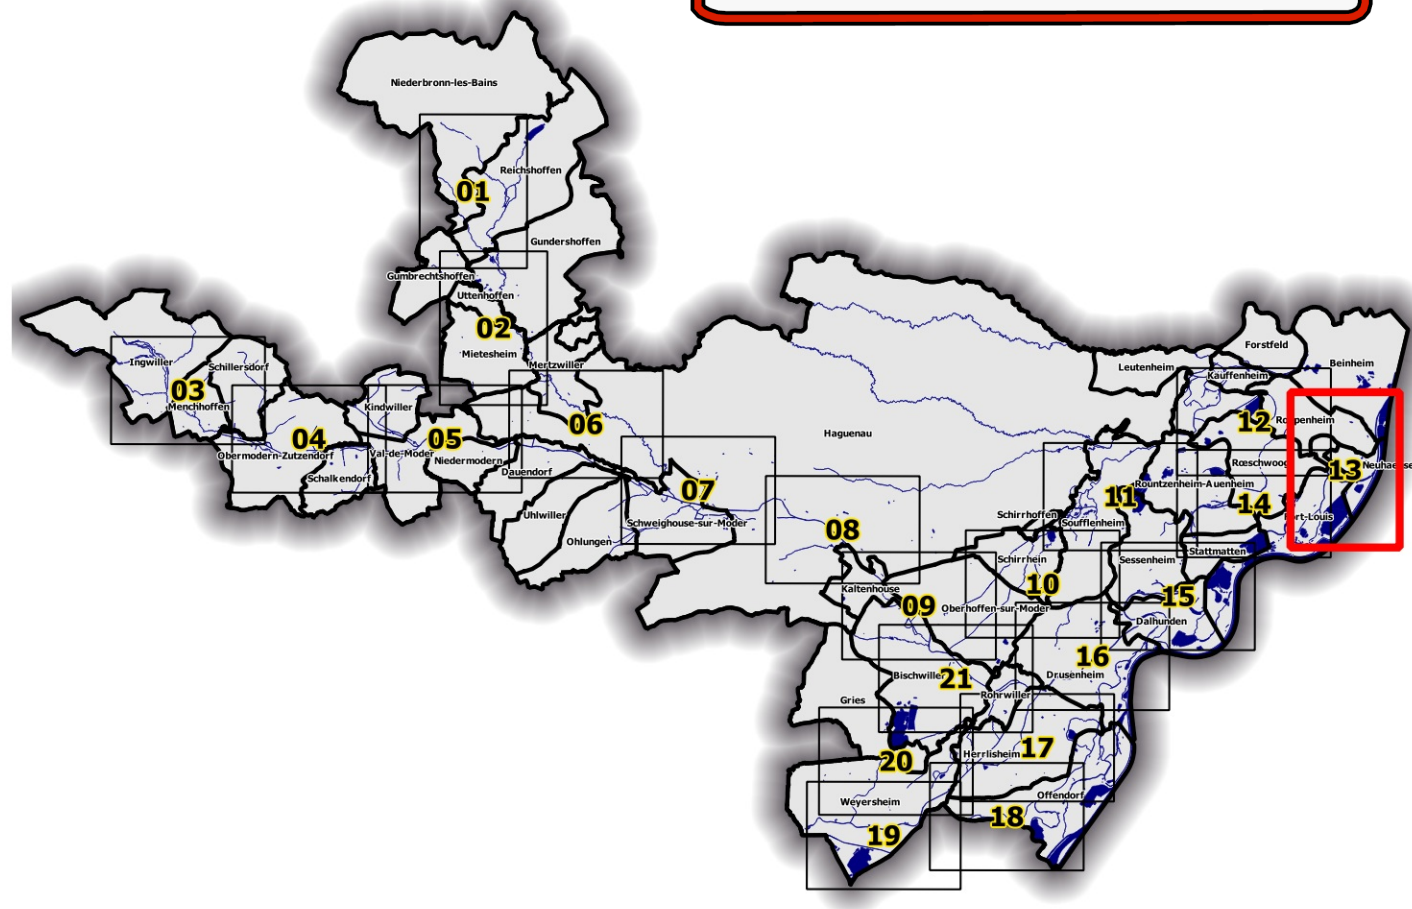 Niederbronn-les-Bains
Reichshoffen
01
Gundershoffen
Gumbrechtshoffen
Uttenhoffen
02
Mietesheim
Mertzwiller
Ingwiller
Schillersdorf
03
Menchhoffen
Kindwiller
04
05
06
Obermodern-Zutzendorf
Val-de-Moder
Niedermodern
Schalkendorf
Dauendorf
Uhlwiller
07
Schweighouse-sur-Moder
Ohlungen
Haguenau
08
Forstfeld
Leutenheim
Beinheim
Kauffenheim
12
Roppenheim
13
Neuhaeusel
Rœschwoog
Rountzenheim-Auenheim
11
14
Fort-Louis
Schirrhoffen
Soufflenheim
Stattmatten
Schirrhein
Sessenheim
10
15
Kaltenhouse
09
Oberhoffen-sur-Moder
Dalhunden
16
Bischwiller
21
Drusenheim
Rohrwiller
Gries
17
Herrlisheim
20
Offendorf
Weyersheim
18
19